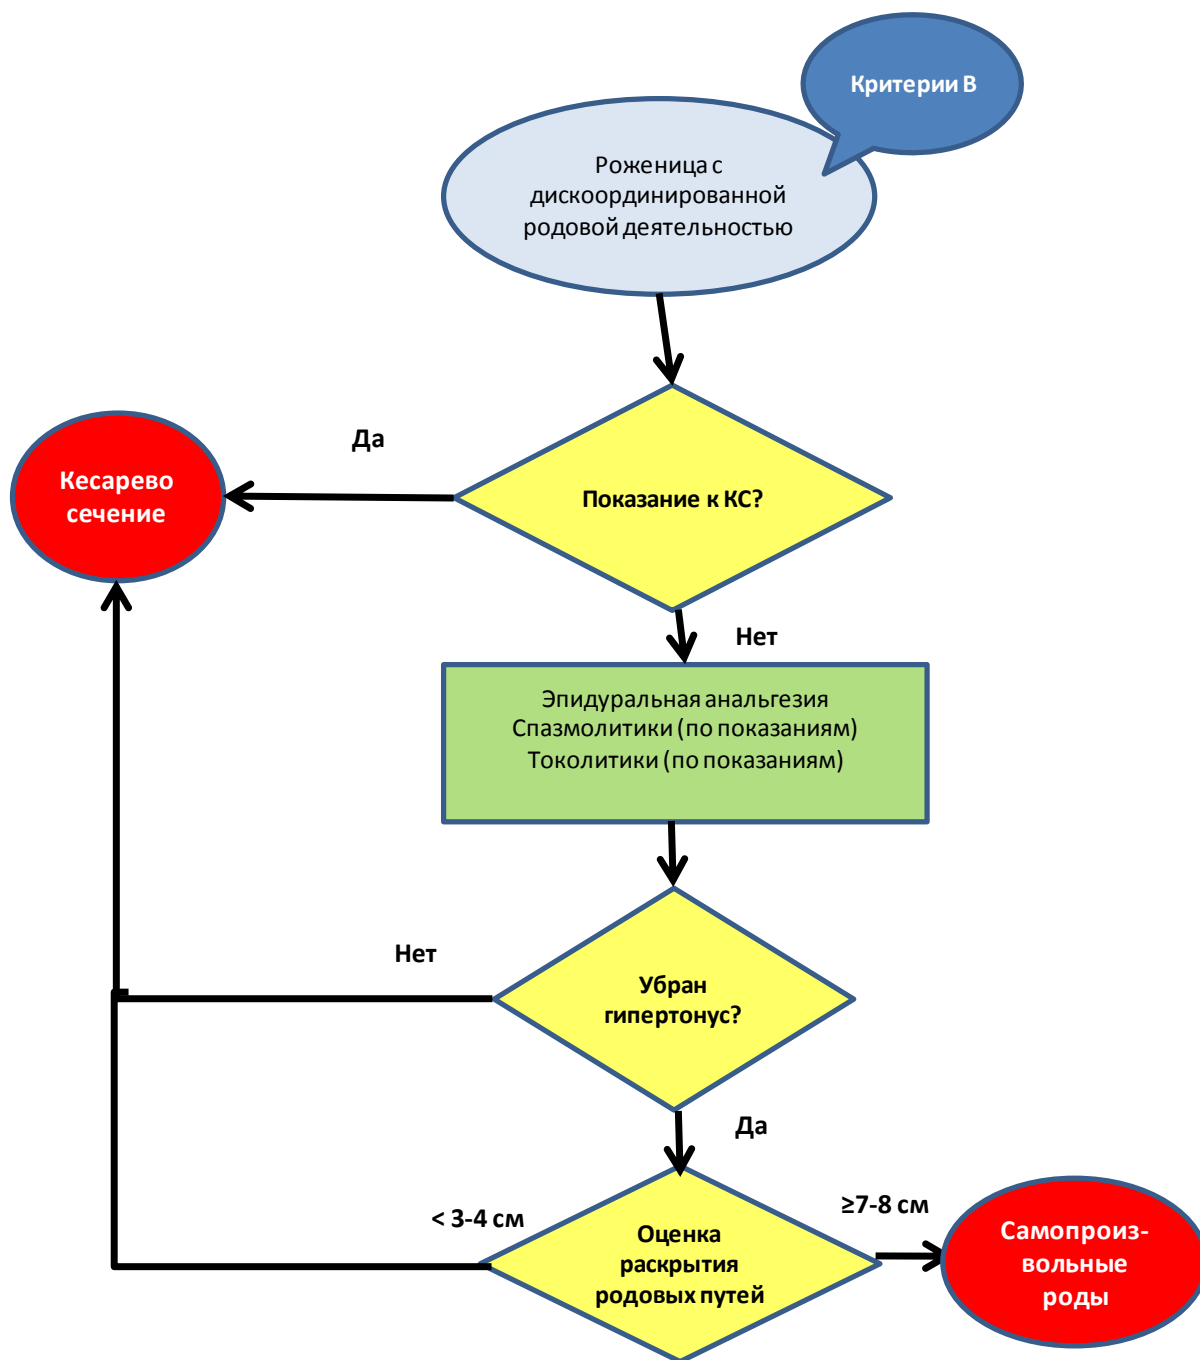 Критерии В
Роженица с
дискоординированной
родовой деятельностью
Да
Кесарево
сечение
Показание к КС?
Нет
Эпидуральная анальгезия
Спазмолитики (по показаниям)
Токолитики (по показаниям)
Нет
Убран
гипертонус?
Да
< 3-4 см
≥7-8 см
Оценка
раскрытия
родовых путей
Самопроиз-
вольные
роды